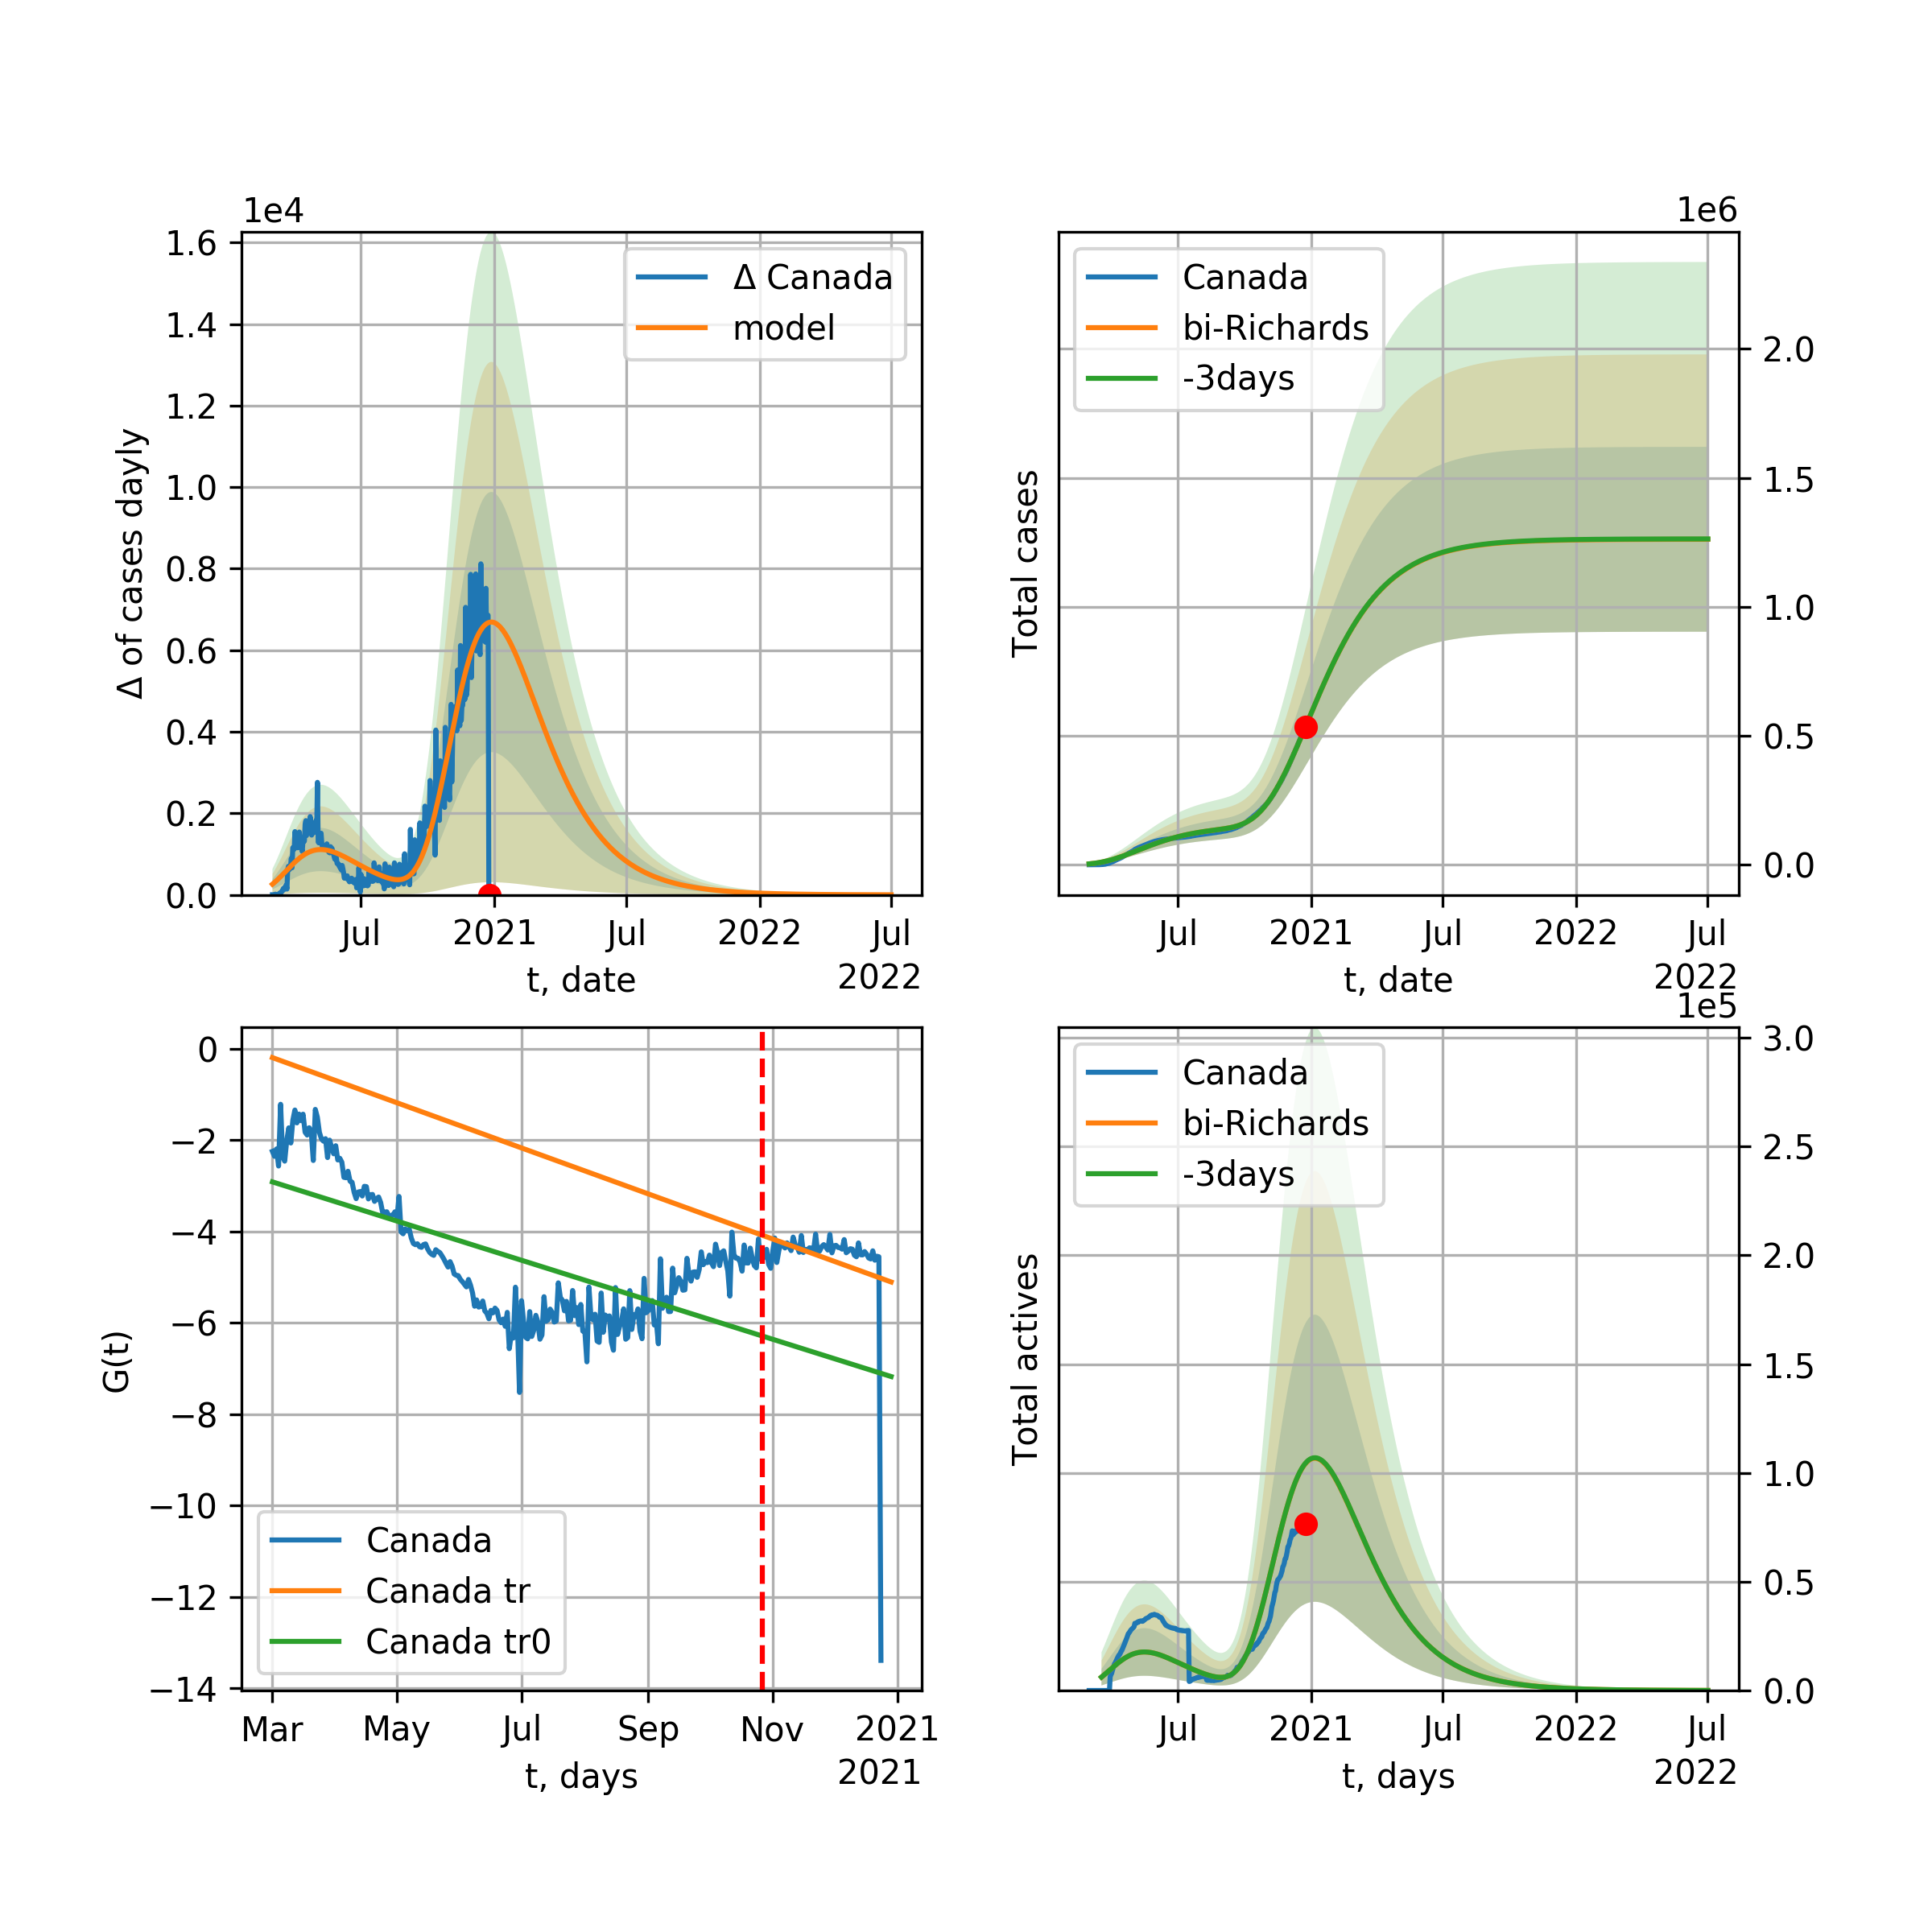 1e4
1.6
1.4
1.2
1.0
0.8
0.6
0.4
0.2
0.0
Δ of cases dayly
Δ Canada
model
Jul
2021
Jul
2022
Jul
2022
t, date
1e6
Canada
bi-Richards
-3days
Total cases
2.0
1.5
1.0
0.5
0.0
Jul
2021
Jul
2022
Jul
2022
t, date
0
−2
−4
−6
−8
−10
−12
−14
G(t)
Canada
Canada tr
Canada tr0
Mar
May
Jul
Sep
Nov
2021
2021
t, days
1e5
Canada
bi-Richards
-3days
Total actives
3.0
2.5
2.0
1.5
1.0
0.5
0.0
Jul
2021
Jul
2022
Jul
2022
t, days